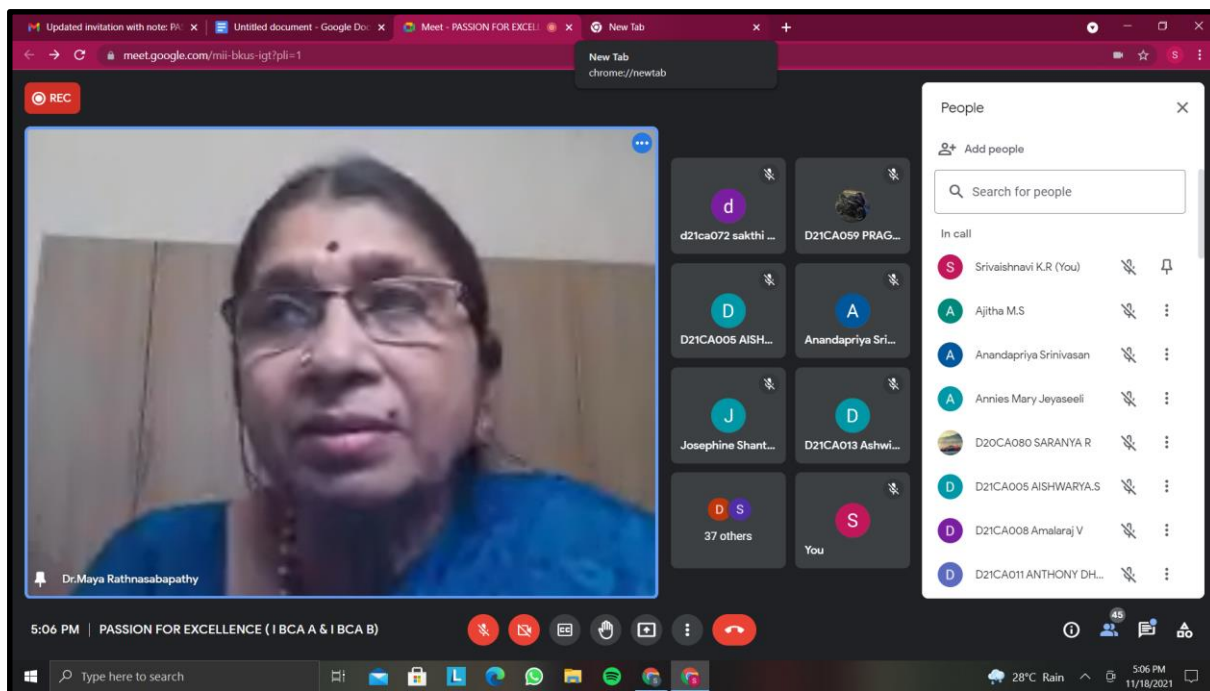 Updated invitation with note: PA
Untitled document - Google Doc
Meet - PASSION FOR EXCELL
New Tab
meet.google.com/mii-bkus-igt?pli=1
S
New Tab
chrome://newtab
REC
People
Add people
Search for people
In call
d
d21ca072 sakthi ...
D21CA059 PRAG...
D
D21CA005 AISH...
A
Anandapriya Sri...
J
Josephine Shant...
D
D21CA013 Ashwi...
D S
37 others
S
You
S Srivaishnavi K.R (You)
A Ajitha M.S
A Anandapriya Srinivasan
A Annies Mary Jeyaseeli
D20CA080 SARANYA R
D D21CA005 AISHWARYA.S
D D21CA008 Amalaraj V
D D21CA011 ANTHONY DH...
Dr.Maya Rathnasabapathy
5:06 PM | PASSION FOR EXCELLENCE ( I BCA A & I BCA B)
CC
45
Type here to search
L
28°C Rain
5:06 PM
11/18/2021